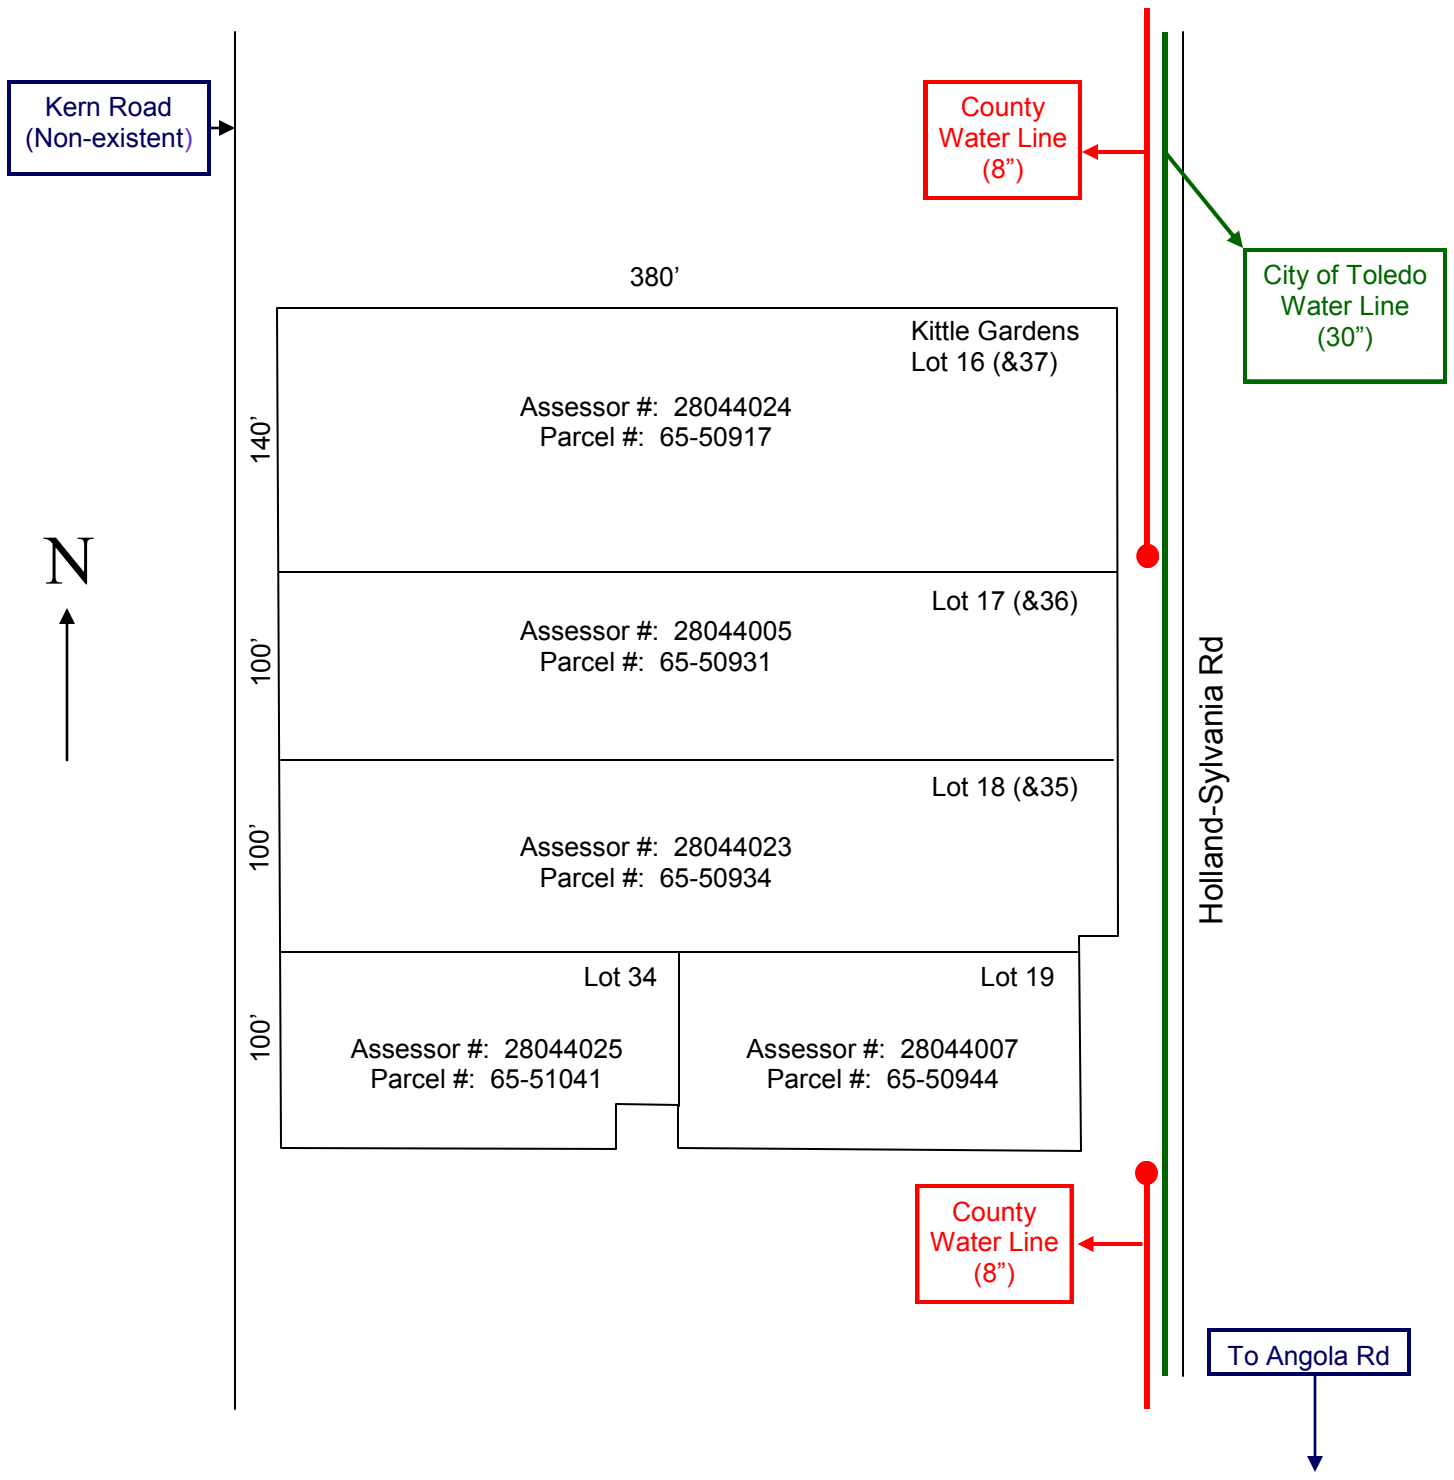 Kern Road
(Non-existent)
County
Water Line
(8”)
City of Toledo
Water Line
(30”)
380’
Kittle Gardens
Lot 16 (&37)
Assessor #: 28044024
Parcel #: 65-50917
140’
N
Lot 17 (&36)
Assessor #: 28044005
Parcel #: 65-50931
100’
Holland-Sylvania Rd
Lot 18 (&35)
Assessor #: 28044023
Parcel #: 65-50934
100’
Lot 34
Assessor #: 28044025
Parcel #: 65-51041
100’
Lot 19
Assessor #: 28044007
Parcel #: 65-50944
County
Water Line
(8”)
To Angola Rd